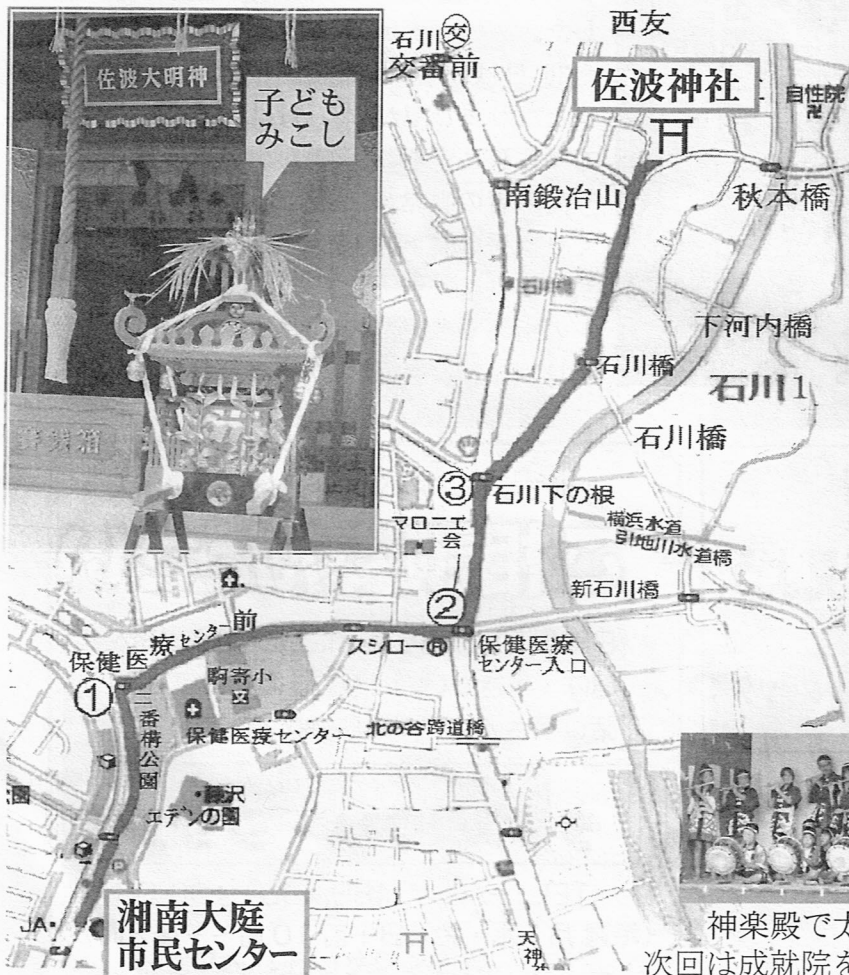 佐波大明神
子ども
みこし
石川交
交番前
西友
佐波神社
自性院
南鍛冶山
秋本橋
下河内橋
石川橋
石川1
石川橋
③
石川下の根
マロニエ
会
横浜水道
引地川水道橋
新石川橋
②
保健医療センター前
スシロー
保健医療
センター入口
駒寄小
①
二番構公園
保健医療センター
北の谷跨道橋
公園
藤沢
エデンの園
JA
湘南大庭
市民センター
天神
神楽殿で太
次回は成就院を